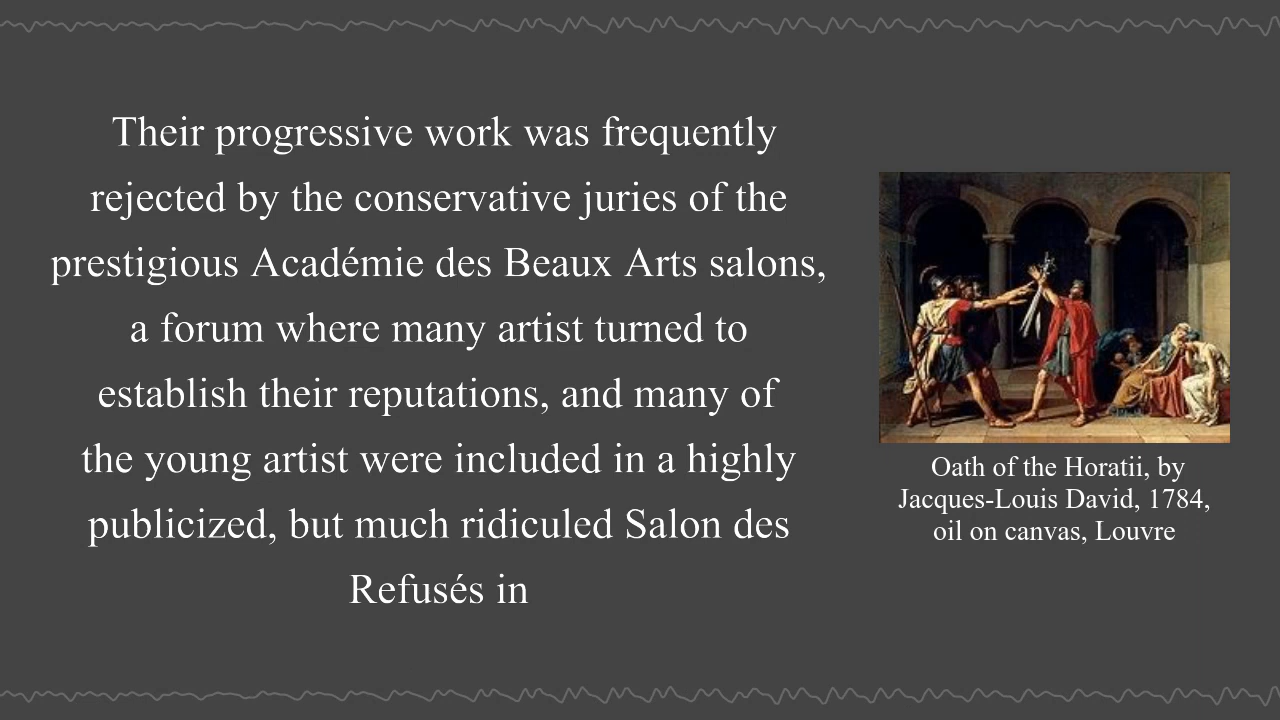 Their progressive work was frequently
rejected by the conservative juries of the
prestigious Académie des Beaux Arts salons,
a forum where many artist turned to
establish their reputations, and many of
the young artist were included in a highly
publicized, but much ridiculed Salon des
Refusés in
Oath of the Horatii, by
Jacques-Louis David, 1784,
oil on canvas, Louvre